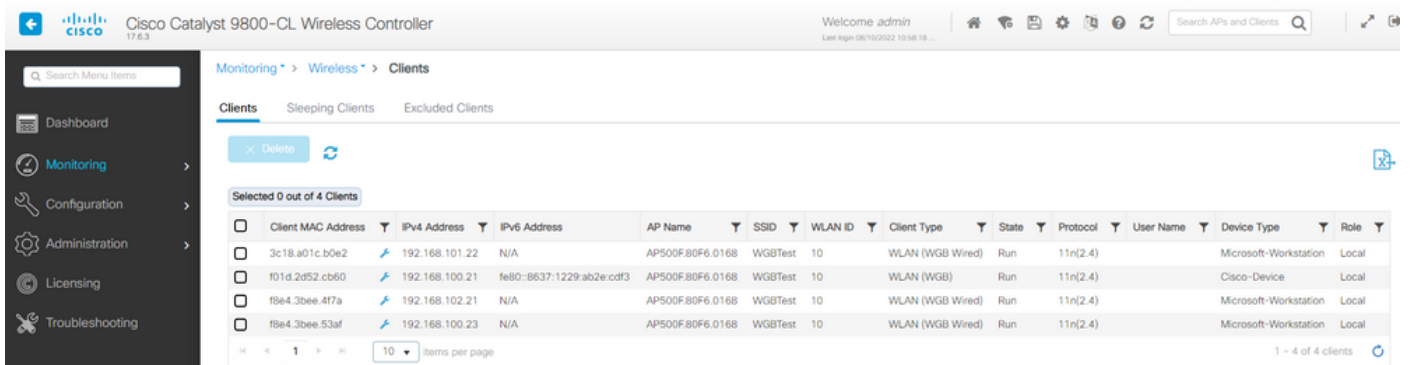 cisco Cisco Catalyst 9800-CL Wireless Controller Welcome admin Search APs and Clients
17.6.3 Last login 08/10/2022 10:58:18 ...
Search Menu Items
Dashboard
Monitoring
Configuration
Administration
Licensing
Troubleshooting
Monitoring > Wireless > Clients
Clients Sleeping Clients Excluded Clients
× Delete
Selected 0 out of 4 Clients
Client MAC Address IPv4 Address IPv6 Address AP Name SSID WLAN ID Client Type State Protocol User Name Device Type Role
3c18.a01c.b0e2 192.168.101.22 N/A AP500F.80F6.0168 WGBTest 10 WLAN (WGB Wired) Run 11n(2.4) Microsoft-Workstation Local
f01d.2d52.cb60 192.168.100.21 fe80::8637:1229:ab2e:cdf3 AP500F.80F6.0168 WGBTest 10 WLAN (WGB) Run 11n(2.4) Cisco-Device Local
f8e4.3bee.4f7a 192.168.102.21 N/A AP500F.80F6.0168 WGBTest 10 WLAN (WGB Wired) Run 11n(2.4) Microsoft-Workstation Local
f8e4.3bee.53af 192.168.100.23 N/A AP500F.80F6.0168 WGBTest 10 WLAN (WGB Wired) Run 11n(2.4) Microsoft-Workstation Local
1 10 items per page 1 - 4 of 4 clients